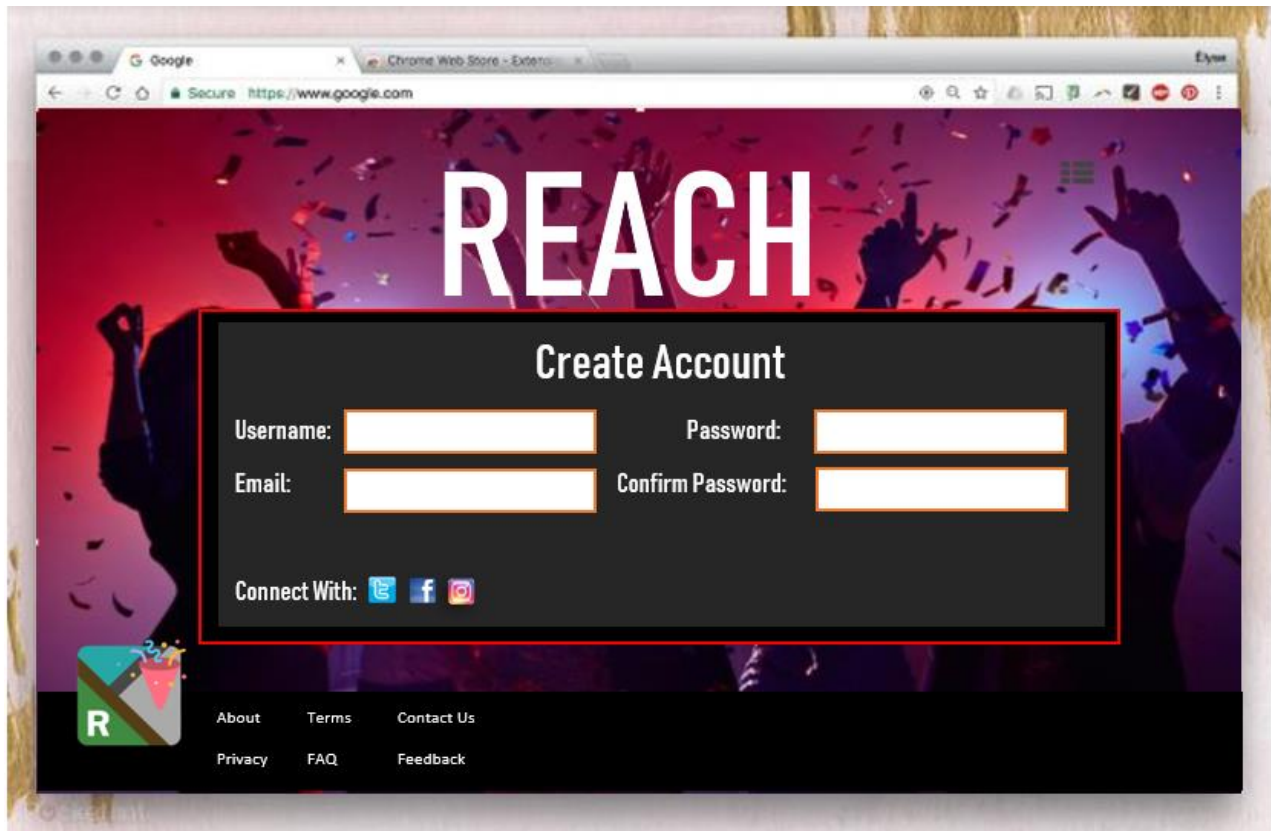 Google
Chrome Web Store - Extens
Elyse
Secure https://www.google.com
REACH
Create Account
Username:
Password:
Email:
Confirm Password:
Connect With:
R
About Terms Contact Us
Privacy FAQ Feedback